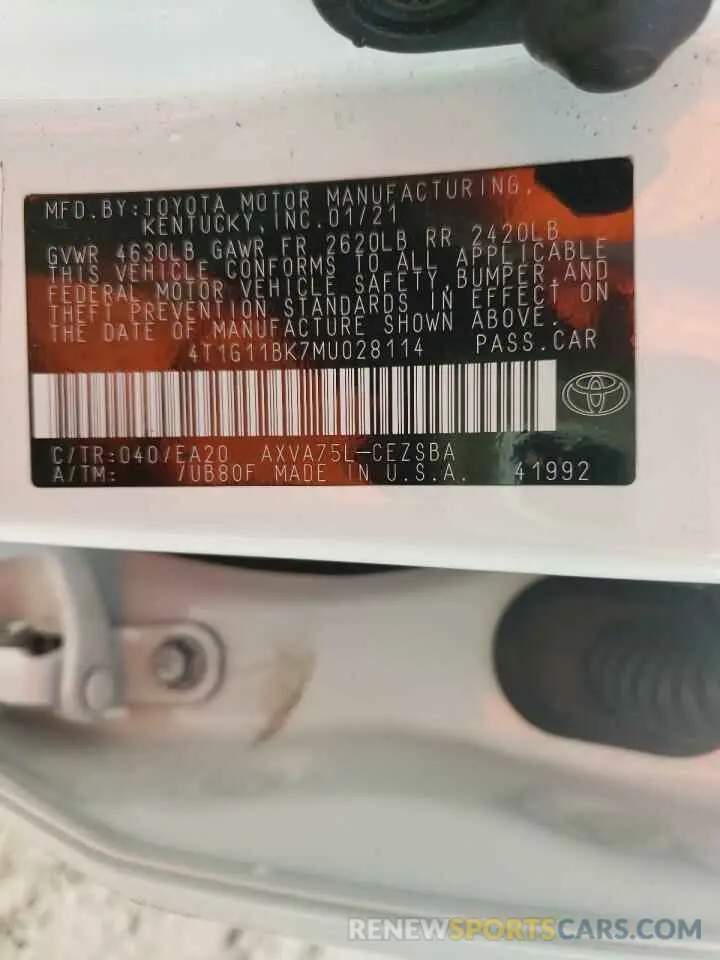 MFD. BY: TOYOTA MOTOR MANUFACTURING,
KENTUCKY, INC. 01/21
GVWR 4630LB GAWR FR 2620LB RR 2420LB
THIS VEHICLE CONFORMS TO ALL APPLICABLE
FEDERAL MOTOR VEHICLE SAFETY, BUMPER AND
THEFT PREVENTION STANDARDS IN EFFECT ON
THE DATE OF MANUFACTURE SHOWN ABOVE.
4T1G11BK7MU028114 PASS.CAR
C/TR:040/EA20 AXVA75L-CEZSBA
A/TM: /UB80F MADE IN U.S.A. 41992
RENEWSPORTSCARS.COM